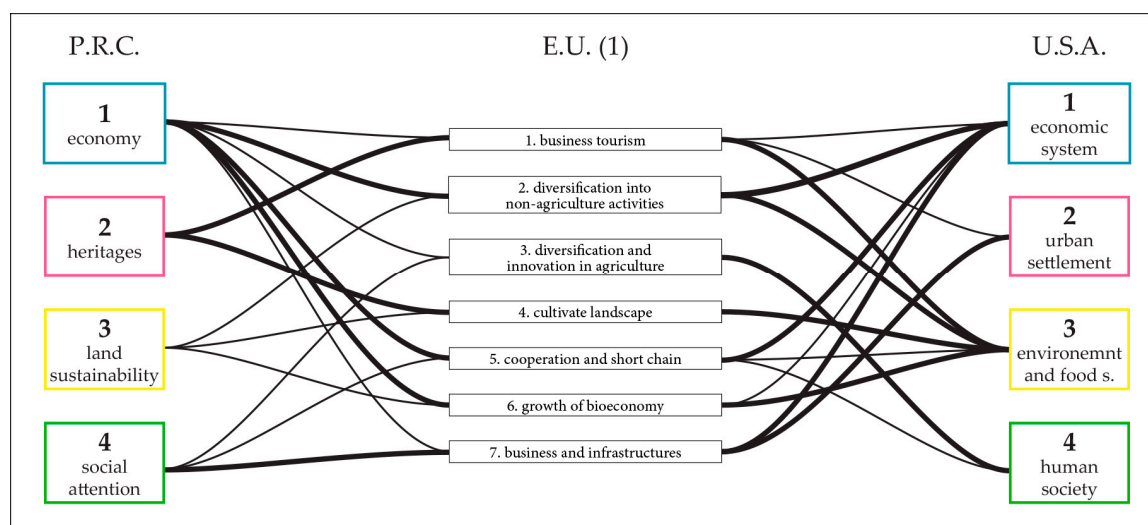 P.R.C.
E.U. (1)
U.S.A.
1
economy
2
heritages
3
land
sustainability
4
social
attention
1. business tourism
2. diversification into
non-agriculture activities
3. diversification and
innovation in agriculture
4. cultivate landscape
5. cooperation and short chain
6. growth of bioeconomy
7. business and infrastructures
1
economic
system
2
urban
settlement
3
environemnt
and food s.
4
human
society